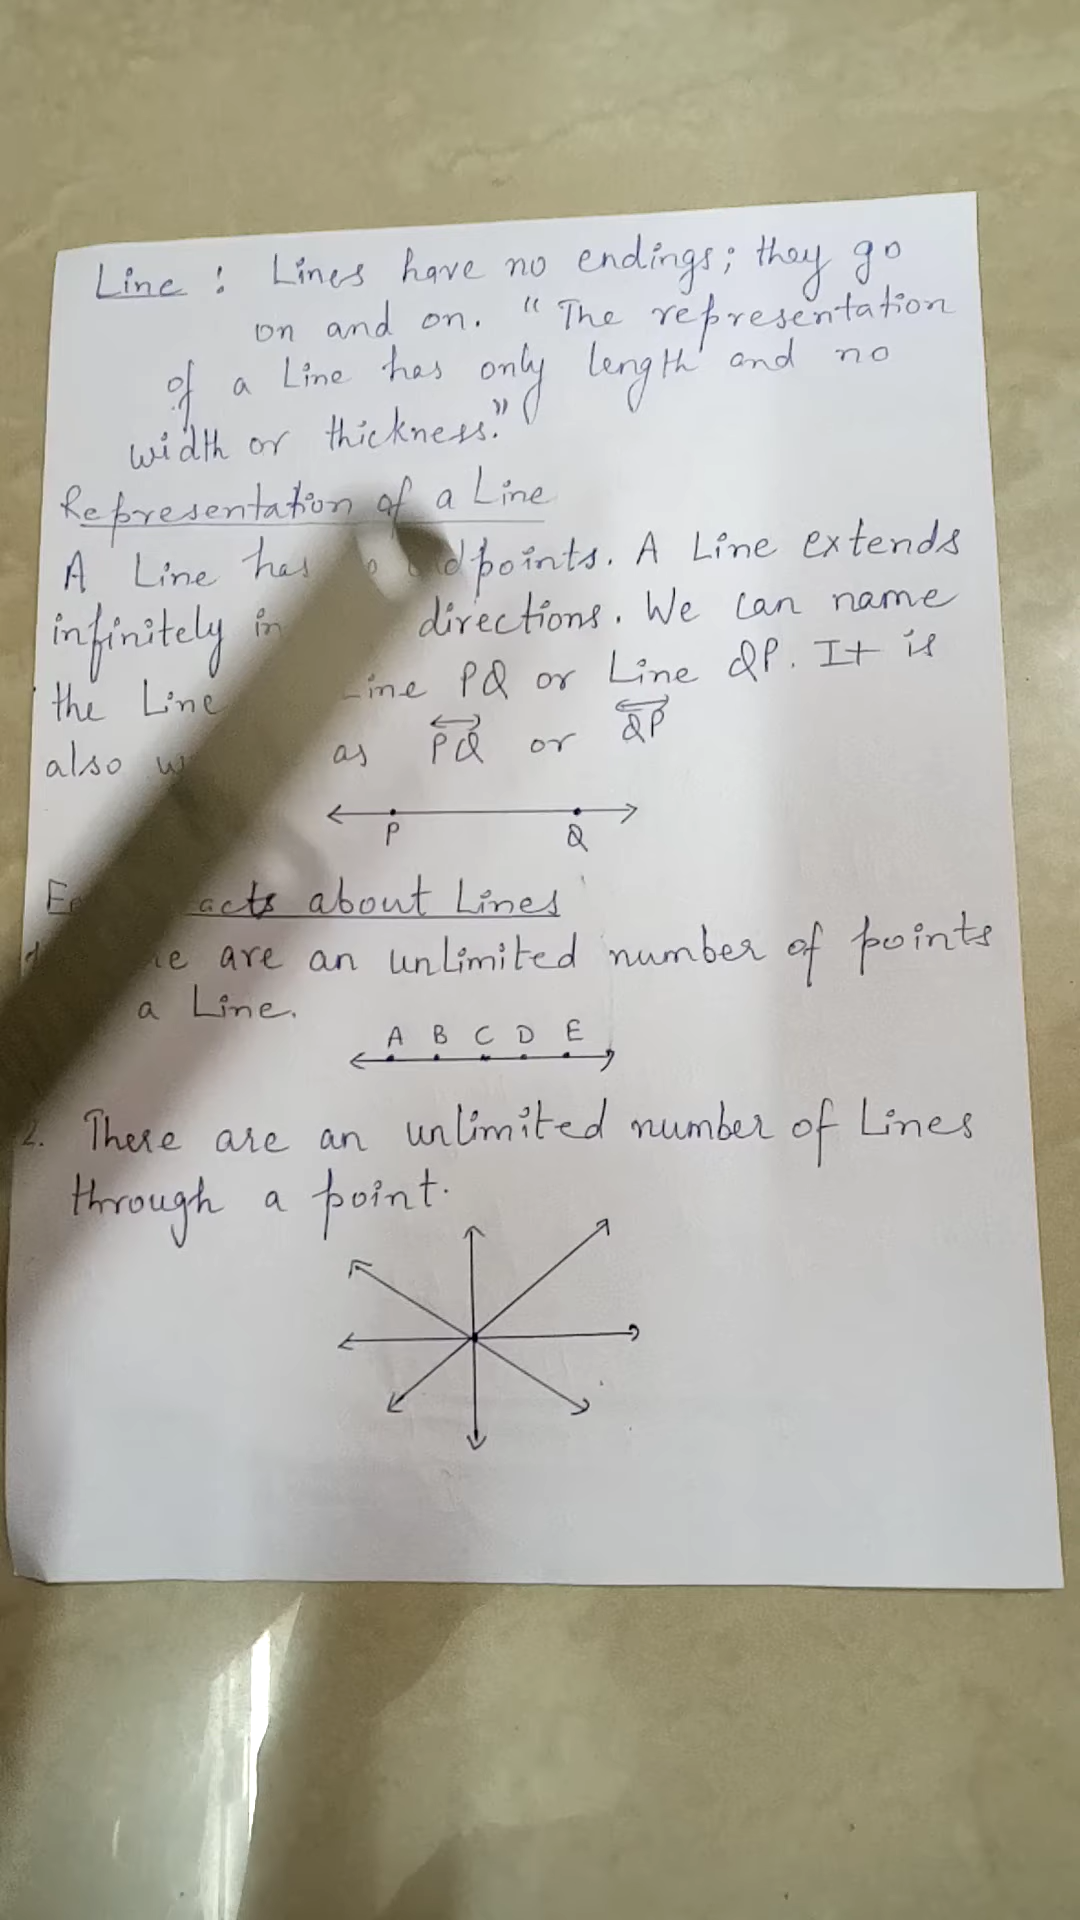 Line : Lines have no endings; they go
on and on. "The representation
of a Line has only length and no
width or thickness."
Representation of a Line
A Line has points. A Line extends
infinitely in directions. We can name
the Line Line PQ or Line QP. It is
also as PQ or QP
P Q
about Lines
are an unlimited number of points
a Line.
A B C D E
2. There are an unlimited number of Lines
through a point.